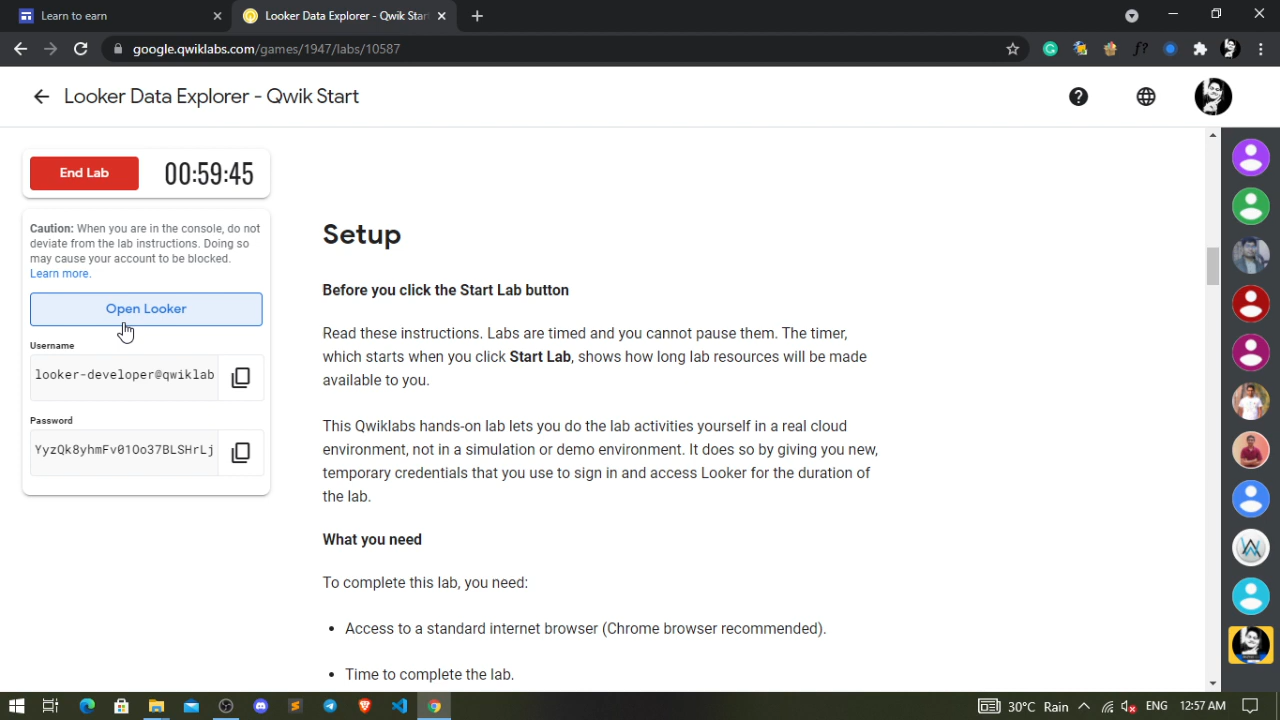 Learn to earn
Looker Data Explorer - Qwik Start
google.qwiklabs.com/games/1947/labs/10587
Looker Data Explorer - Qwik Start
End Lab
00:59:45
Caution: When you are in the console, do not
deviate from the lab instructions. Doing so
may cause your account to be blocked.
Learn more.
Open Looker
Username
looker-developer@qwiklab
Password
YyzQk8yhmFv01Oo37BLSHrLj
Setup
Before you click the Start Lab button
Read these instructions. Labs are timed and you cannot pause them. The timer,
which starts when you click Start Lab, shows how long lab resources will be made
available to you.
This Qwiklabs hands-on lab lets you do the lab activities yourself in a real cloud
environment, not in a simulation or demo environment. It does so by giving you new,
temporary credentials that you use to sign in and access Looker for the duration of
the lab.
What you need
To complete this lab, you need:
• Access to a standard internet browser (Chrome browser recommended).
• Time to complete the lab.
30°C Rain
ENG
12:57 AM